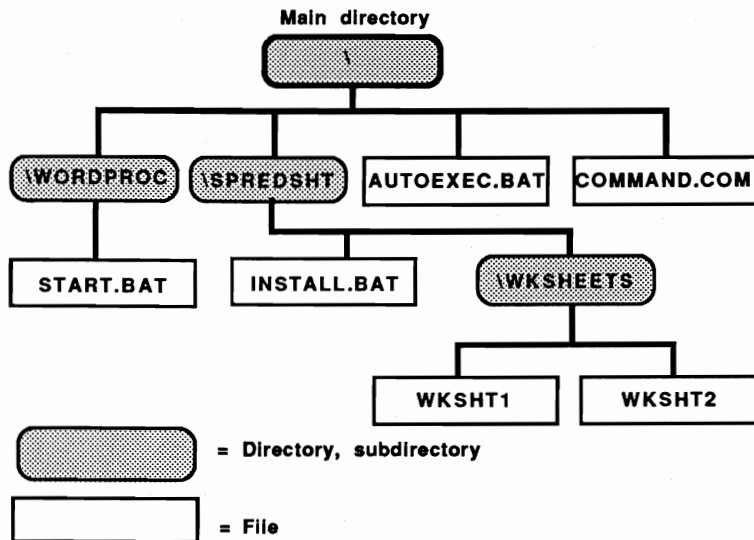 Main directory
\
\WORDPROC
\SPREDSHT
AUTOEXEC.BAT
COMMAND.COM
START.BAT
INSTALL.BAT
\WKSHEETS
WKSHT1
WKSHT2
= Directory, subdirectory
= File